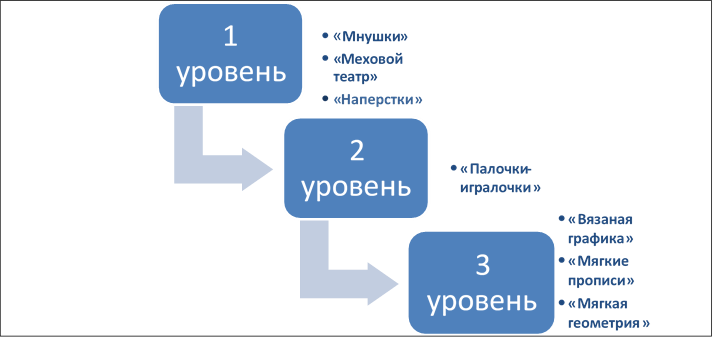 1
уровень
• «Мнушки»
• «Меховой
театр»
• «Наперстки»
2
уровень
• «Палочки-
игралочки»
3
уровень
• «Вязаная
графика»
• «Мягкие
прописи»
• «Мягкая
геометрия»